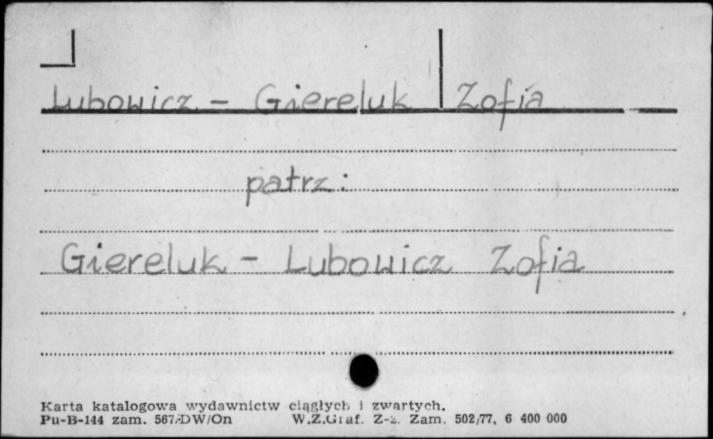 Lubowicz - Giereluk Zofia
patrz:
Giereluk - Lubowicz Zofia
Karta katalogowa wydawnictw ciągłych i zwartych.
Pu-B-144 zam. 567/DW/On W.Z.Graf. Z-z. Zam. 502/77, 6 400 000